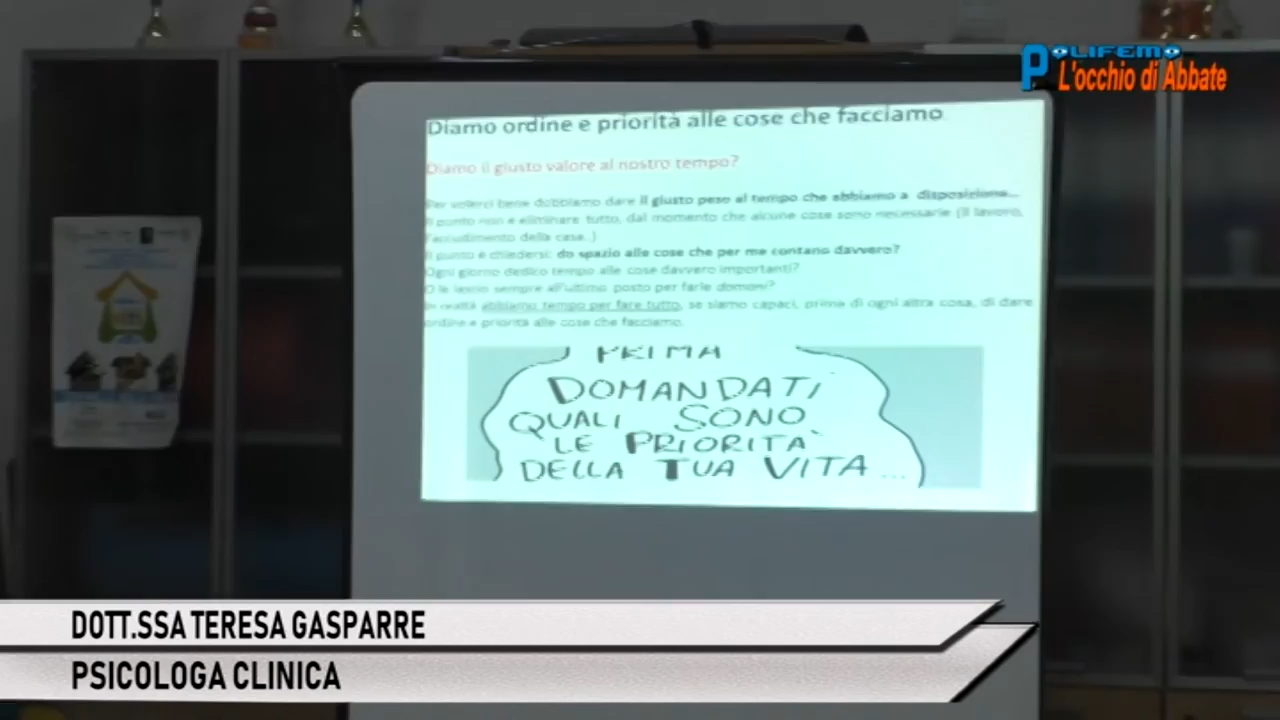 POLIFEMO
L'occhio di Abbate
Diamo ordine e priorità alle cose che facciamo
Diamo il giusto valore al nostro tempo?
Per volerci bene dobbiamo dare il giusto peso al tempo che abbiamo a disposizione...
Il punto non è eliminare tutto, dal momento che alcune cose sono necessarie (il lavoro,
l'accudimento della casa..)
Il punto è chiedersi: do spazio alle cose che per me contano davvero?
Ogni giorno dedico tempo alle cose davvero importanti?
O le lascio sempre all'ultimo posto per farle domani?
In realtà abbiamo tempo per fare tutto, se siamo capaci, prima di ogni altra cosa, di dare
ordine e priorità alle cose che facciamo.
PRIMA
DOMANDATI
QUALI SONO
LE PRIORITA'
DELLA TUA VITA ...
DOTT.SSA TERESA GASPARRE
PSICOLOGA CLINICA